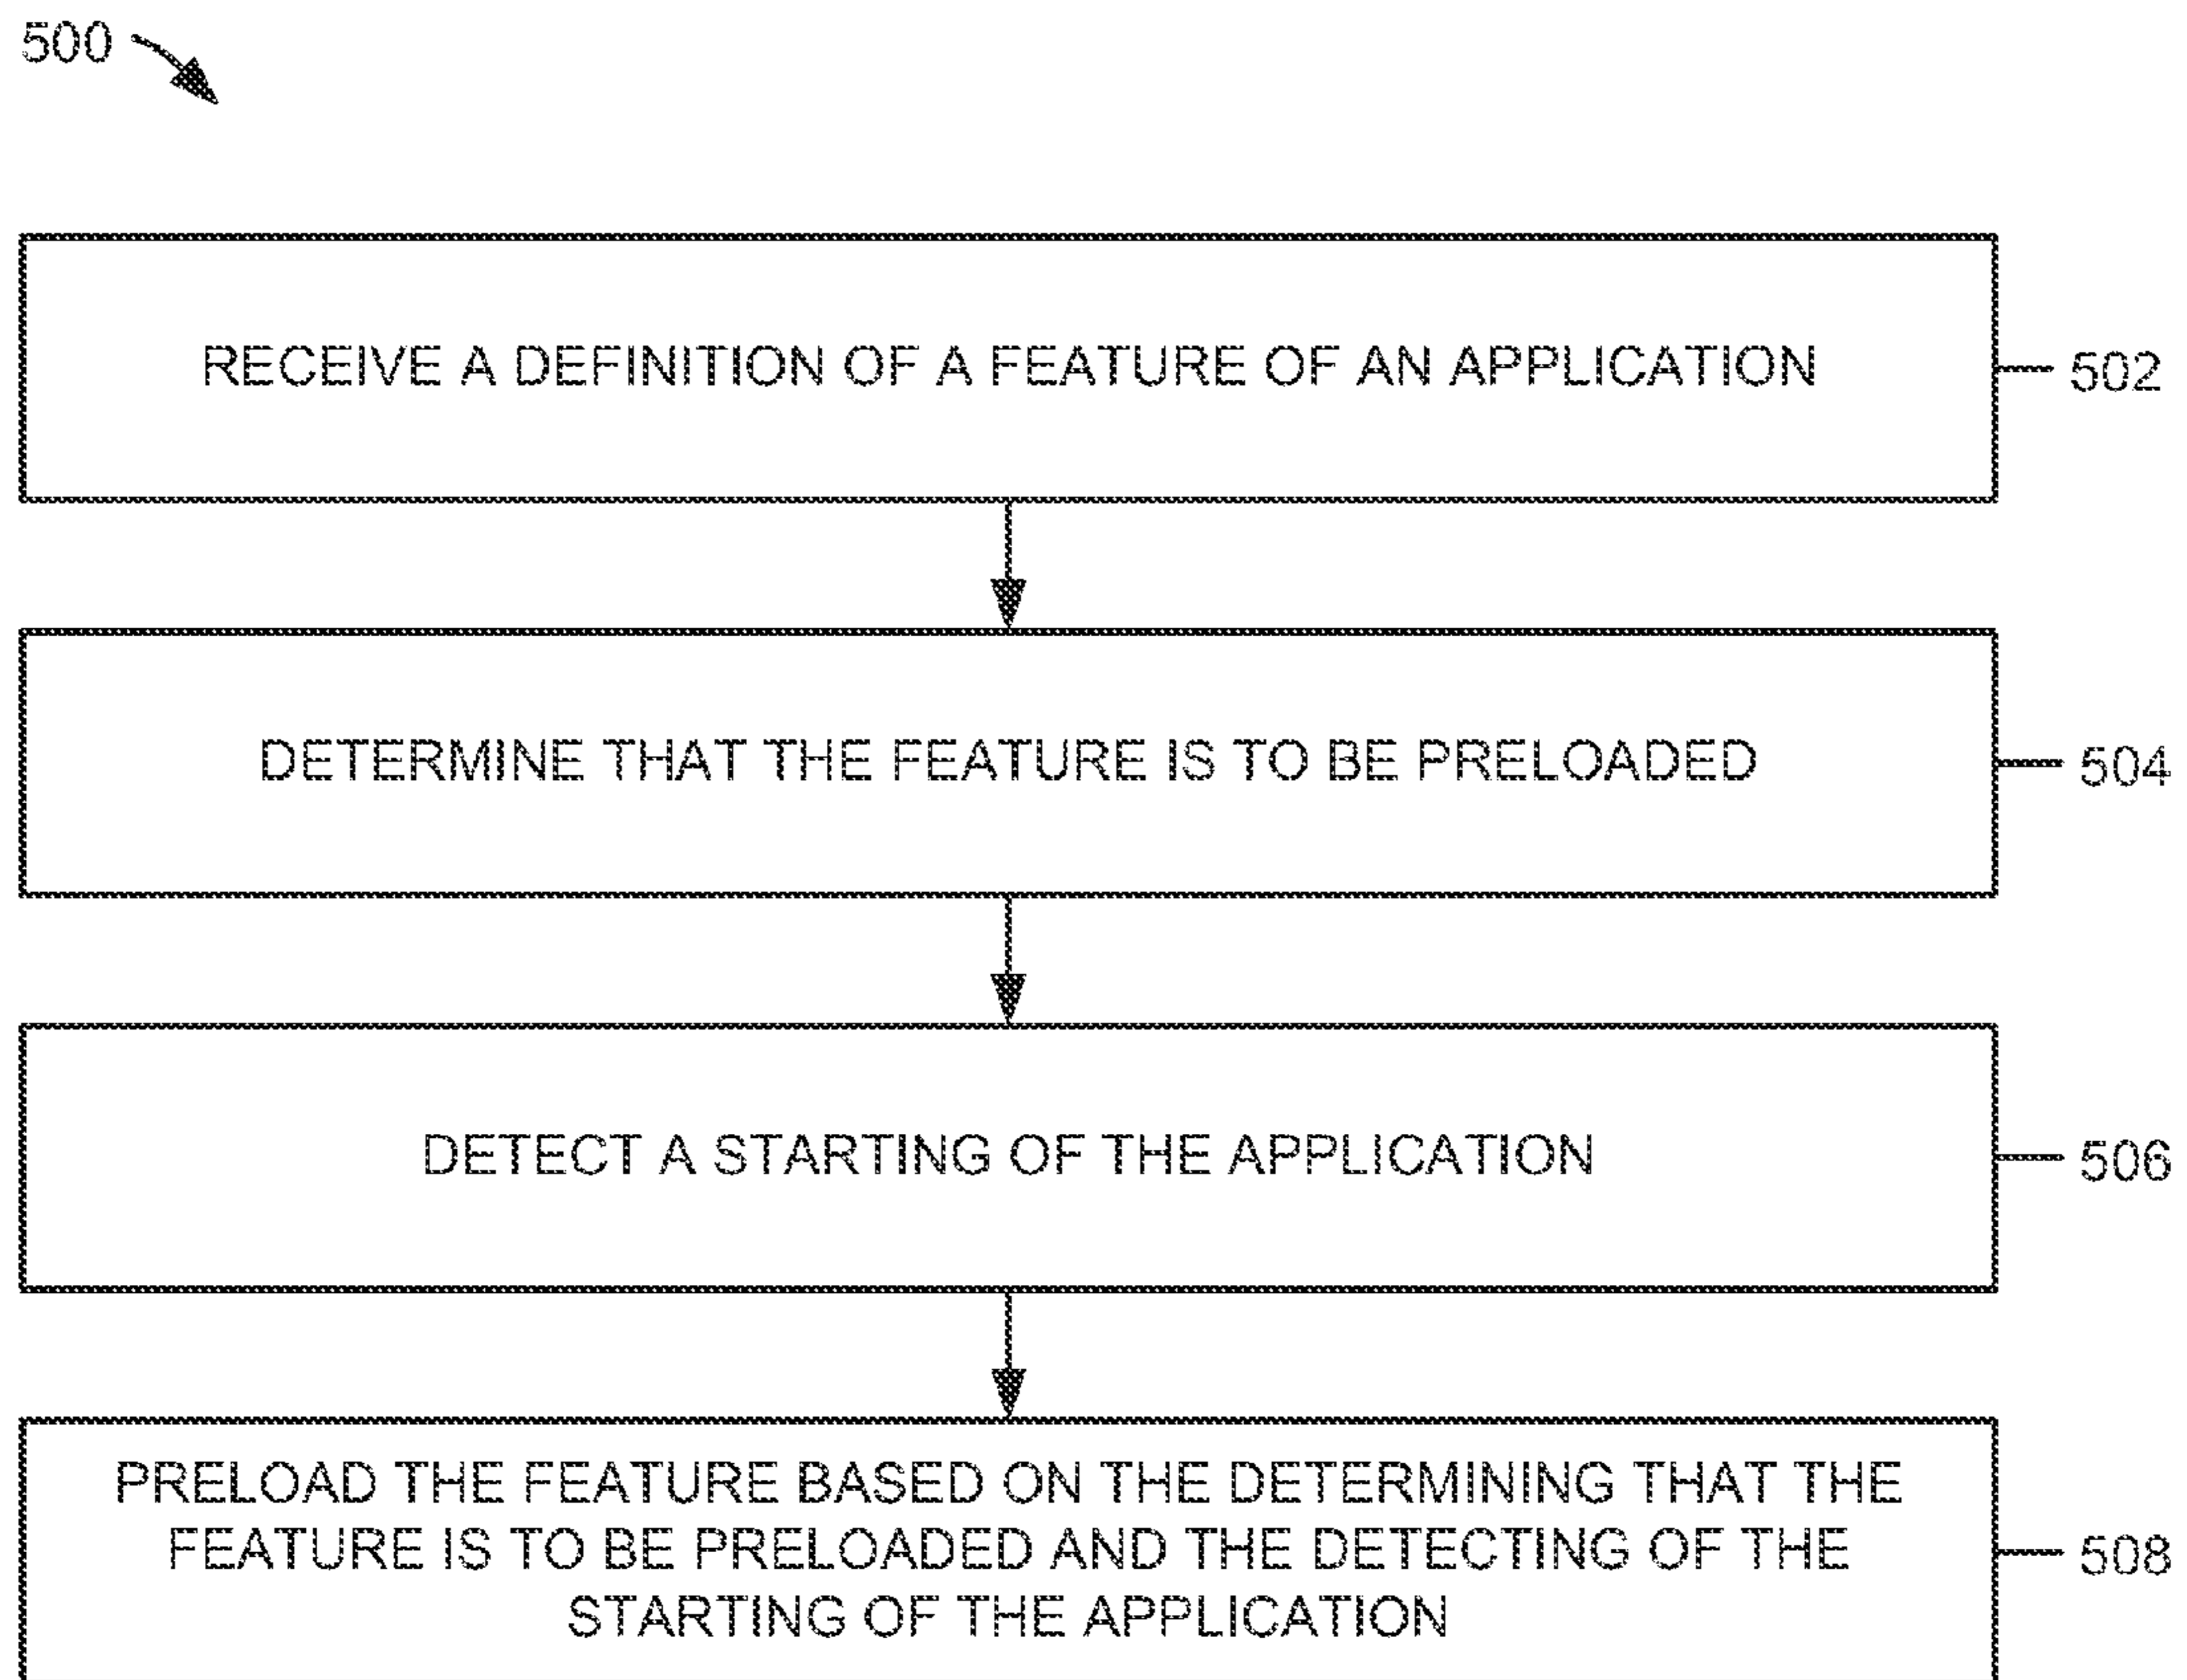 500
RECEIVE A DEFINITION OF A FEATURE OF AN APPLICATION
502
DETERMINE THAT THE FEATURE IS TO BE PRELOADED
504
DETECT A STARTING OF THE APPLICATION
506
PRELOAD THE FEATURE BASED ON THE DETERMINING THAT THE
FEATURE IS TO BE PRELOADED AND THE DETECTING OF THE
STARTING OF THE APPLICATION
508